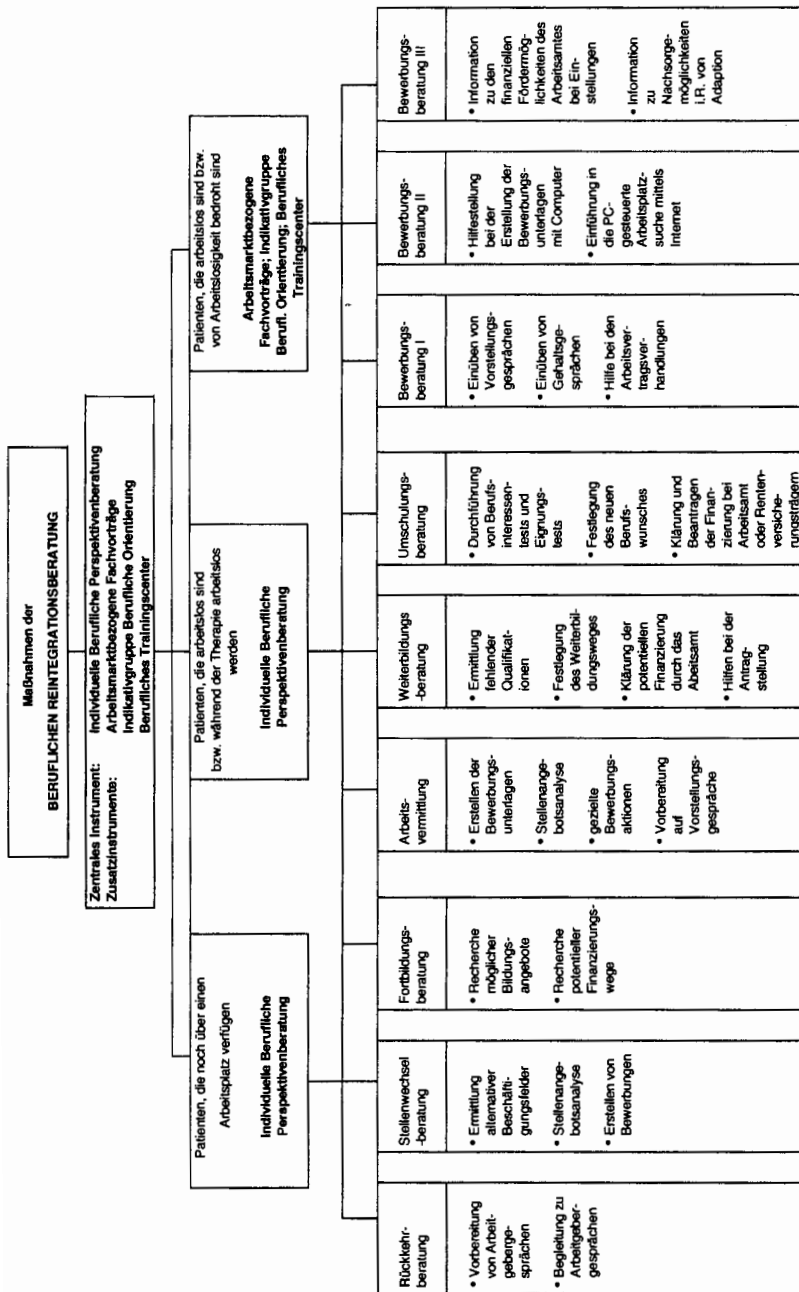 Maßnahmen der
BERUFLICHEN REINTEGRATIONSBERATUNG
Zentrales Instrument: Individuelle Berufliche Perspektivenberatung
Zusatzinstrumente: Arbeitsmarktbezogene Fachvorträge
Indikativgruppe Berufliche Orientierung
Berufliches Trainingscenter
Patienten, die noch über einen
Arbeitsplatz verfügen
Individuelle Berufliche
Perspektivenberatung
Patienten, die arbeitslos sind
bzw. während der Therapie arbeitslos
werden
Individuelle Berufliche
Perspektivenberatung
Patienten, die arbeitslos sind bzw.
von Arbeitslosigkeit bedroht sind
Arbeitsmarktbezogene
Fachvorträge; Indikativgruppe
Berufl. Orientierung; Berufliches
Trainingscenter
Rückkehr-
beratung
• Vorbereitung
von Arbeit-
geberge-
sprächen
• Begleitung zu
Arbeitgeber-
gesprächen
Stellenwechsel
-beratung
• Ermittlung
alternativer
Beschäfti-
gungsfelder
• Stellenange-
botsanalyse
• Erstellen von
Bewerbungen
Fortbildungs-
beratung
• Recherche
möglicher
Bildungs-
angebote
• Recherche
potentieller
Finanzierungs-
wege
Arbeits-
vermittlung
• Erstellen der
Bewerbungs-
unterlagen
• Stellenange-
botsanalyse
• gezielte
Bewerbungs-
aktionen
• Vorbereitung
auf
Vorstellungs-
gespräche
Weiterbildungs
-beratung
• Ermittlung
fehlender
Qualifikat-
ionen
• Festlegung
des Weiterbil-
dungsweges
• Klärung der
potentiellen
Finanzierung
durch das
Abeitsamt
• Hilfen bei der
Antrag-
stellung
Umschulungs-
beratung
• Durchführung
von Berufs-
interessen-
tests und
Eignungs-
tests
• Festlegung
des neuen
Berufs-
wunsches
• Klärung und
Beantragen
der Finan-
zierung bei
Arbeitsamt
oder Renten-
versiche-
rungsträgern
Bewerbungs-
beratung I
• Einüben von
Vorstellungs-
gesprächen
• Einüben von
Gehaltsge-
sprächen
• Hilfe bei den
Arbeitsver-
tragsver-
handlungen
Bewerbungs-
beratung II
• Hilfestellung
bei der
Erstellung der
Bewerbungs-
unterlagen
mit Computer
• Einführung in
die PC-
gesteuerte
Arbeitsplatz-
suche mittels
Internet
Bewerbungs-
beratung III
• Information
zu den
finanziellen
Fördermög-
lichkeiten des
Arbeitsamtes
bei Ein-
stellungen
• Information
zu
Nachsorge-
möglichkeiten
i.R. von
Adaption